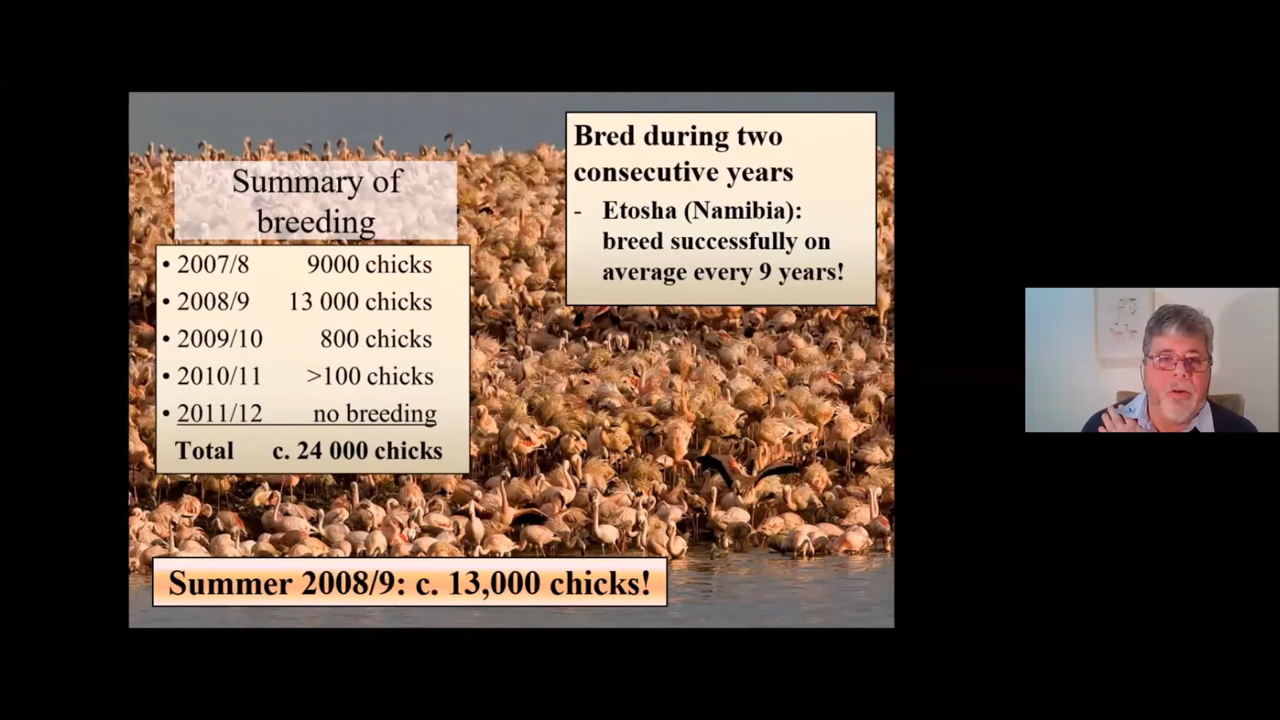 Summary of
breeding
• 2007/8 9000 chicks
• 2008/9 13 000 chicks
• 2009/10 800 chicks
• 2010/11 >100 chicks
• 2011/12 no breeding
Total c. 24 000 chicks
Bred during two
consecutive years
- Etosha (Namibia):
breed successfully on
average every 9 years!
Summer 2008/9: c. 13,000 chicks!